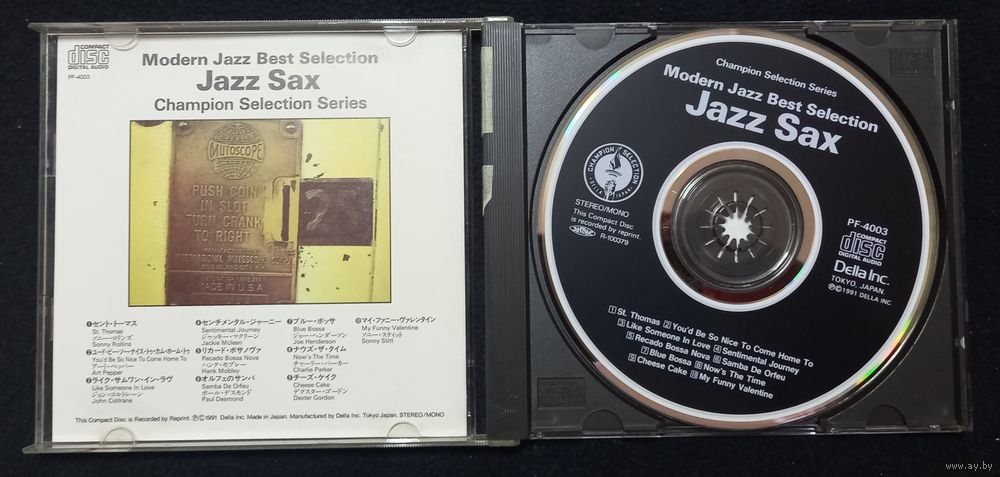 COMPACT
disc
DIGITAL AUDIO
PF-4003
Modern Jazz Best Selection
Jazz Sax
Champion Selection Series
MUTOSCOPE
PUSH COIN
IN SLOT
TURN CRANK
TO RIGHT
INTERNATIONAL MUTOSCOPE
MADE IN U.S.A
❶セント・トーマス
St. Thomas
ソニー・ロリンズ
Sonny Rollins
❷ユード・ビー・ソー・ナイス・トゥ・カム・ホーム・トゥ
You'd Be So Nice To Come Home To
アート・ペッパー
Art Pepper
❸ライク・サムワン・イン・ラヴ
Like Someone In Love
ジョン・コルトレーン
John Coltrane
❹センチメンタル・ジャーニー
Sentimental Journey
ジャッキー・マクリーン
Jackie Mclean
❺リカード・ボサノヴァ
Recado Bossa Nova
ハンク・モブレー
Hank Mobley
❻オルフェのサンバ
Samba De Orfeu
ポール・デスモンド
Paul Desmond
❼ブルー・ボッサ
Blue Bossa
ジョー・ヘンダーソン
Joe Henderson
❽ナウズ・ザ・タイム
Now's The Time
チャーリー・パーカー
Charlie Parker
❾チーズ・ケイク
Cheese Cake
デクスター・ゴードン
Dexter Gordon
❿マイ・ファニー・ヴァレンタイン
My Funny Valentine
ソニー・スティット
Sonny Stitt
This Compact Disc is Recorded by Reprint. ℗©1991 Della Inc. Made in Japan. Manufactured by Della Inc. Tokyo Japan. STEREO/MONO
Champion Selection Series
Modern Jazz Best Selection
Jazz Sax
CHAMPION SELECTION
DELLA JAPAN
STEREO/MONO
This Compact Disc
is recorded by reprint.
R-100379
PF-4003
COMPACT
disc
DIGITAL AUDIO
Della Inc.
TOKYO, JAPAN.
℗©1991 DELLA INC
1 St. Thomas 2 You'd Be So Nice To Come Home To
3 Like Someone In Love 4 Sentimental Journey
5 Recado Bossa Nova 6 Samba De Orfeu
7 Blue Bossa 8 Now's The Time
9 Cheese Cake My Funny Valentine
www.ay.by